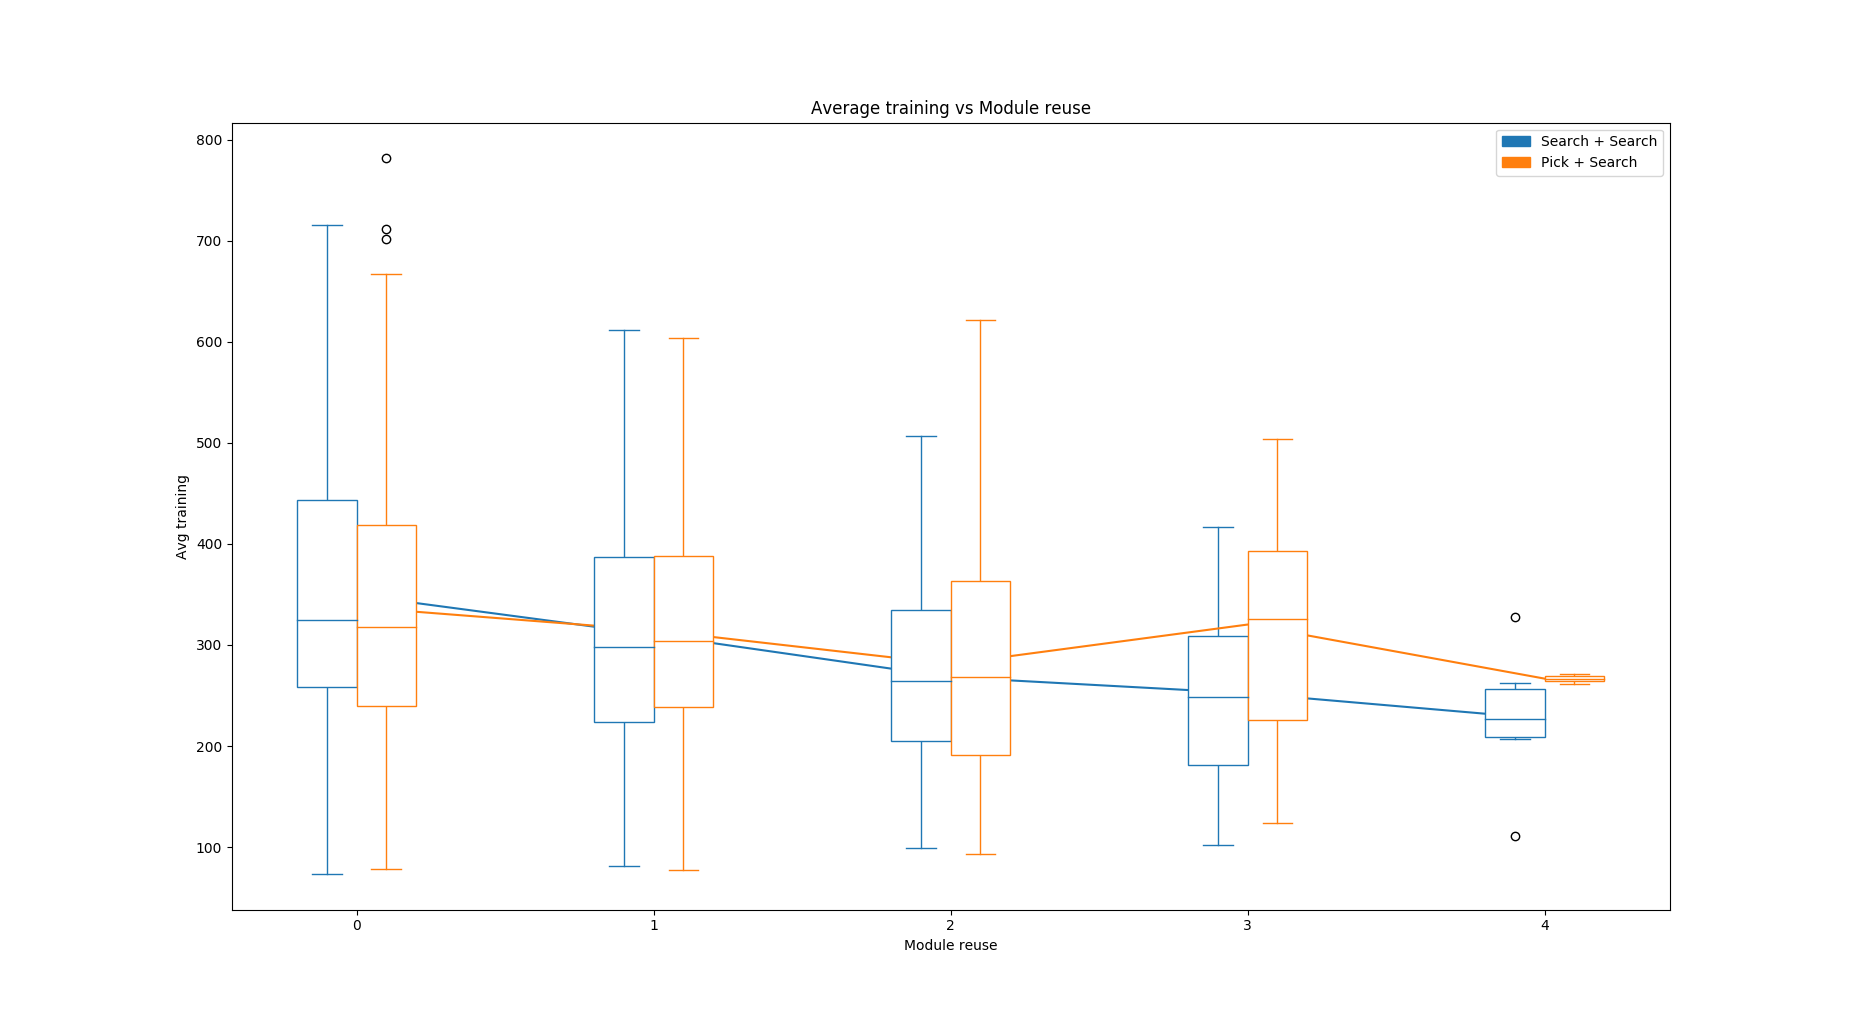 Average training vs Module reuse
Search + Search
Pick + Search
800
700
600
500
400
300
200
100
Avg training
0 1 2 3 4
Module reuse